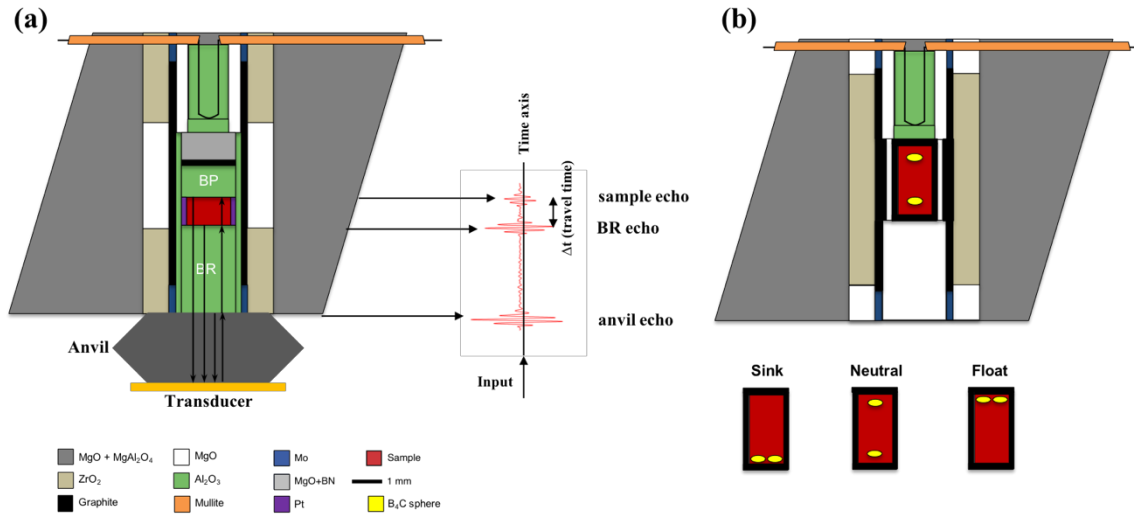 (a)
BP
BR
Anvil
Transducer
Time axis
Δt (travel time)
sample echo
BR echo
anvil echo
Input
(b)
Sink
Neutral
Float
MgO + MgAl₂O₄
MgO
Mo
Sample
ZrO₂
Al₂O₃
MgO+BN
1 mm
Graphite
Mullite
Pt
B₄C sphere